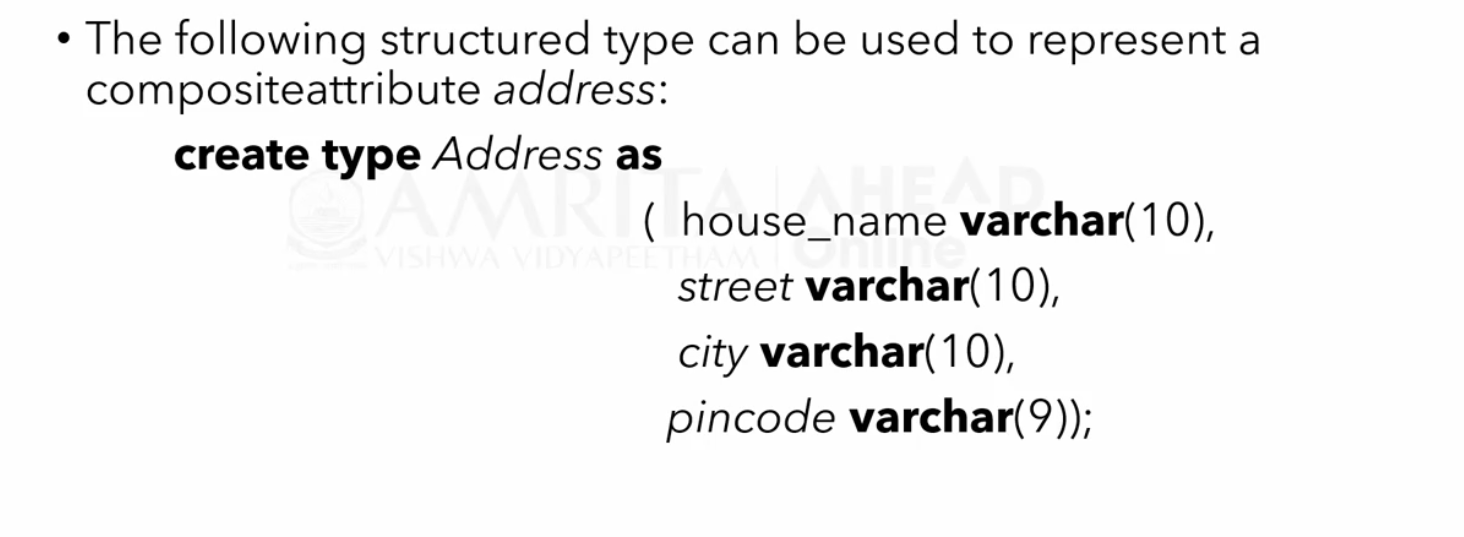 • The following structured type can be used to represent a
compositeattribute address:
create type Address as
( house_name varchar(10),
street varchar(10),
city varchar(10),
pincode varchar(9));
AMRITA AHEAD
VISHWA VIDYAPEETHAM Online